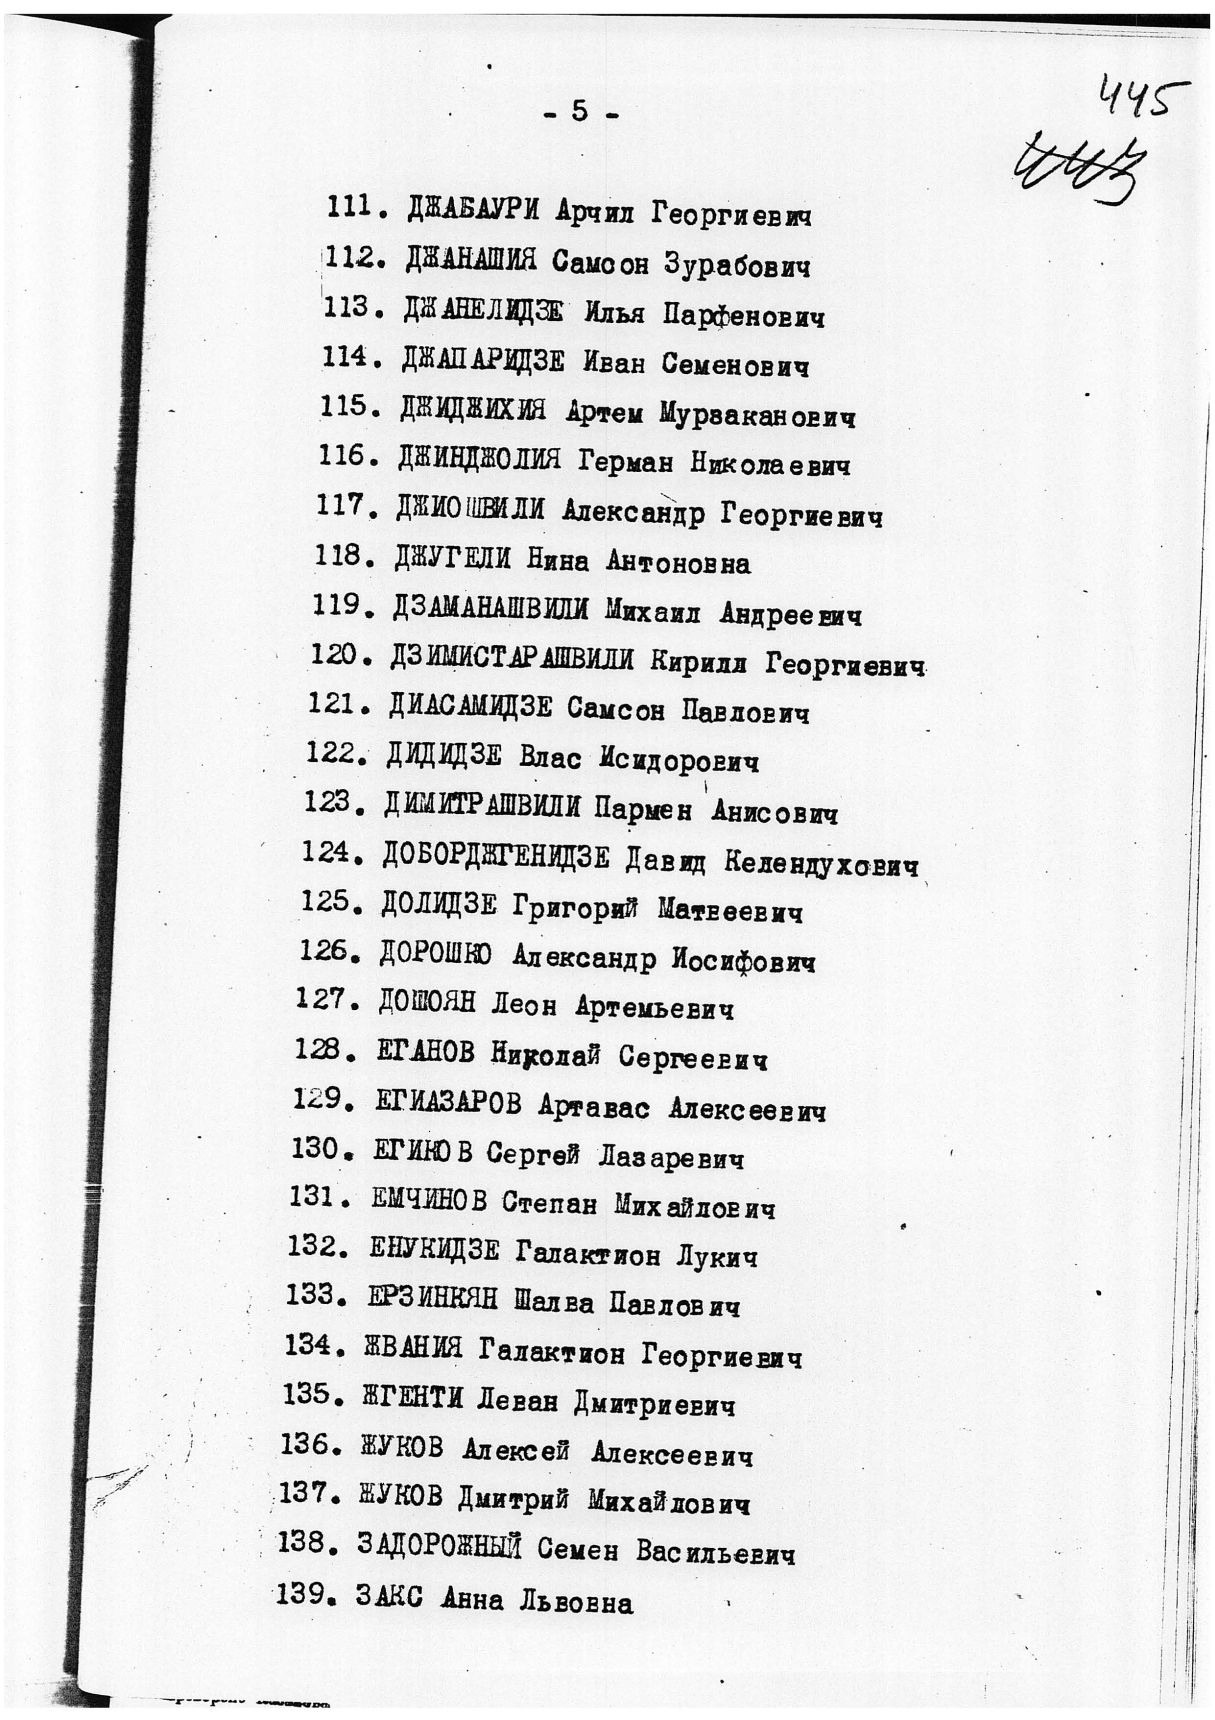 445
- 5 -
111. ДЖАБАУРИ Арчил Георгиевич
112. ДЖАНАШИЯ Самсон Зурабович
113. ДЖАНЕЛИДЗЕ Илья Парфенович
114. ДЖАПАРИДЗЕ Иван Семенович
115. ДЖИДЖИХИЯ Артем Мурзаканович
116. ДЖИНДЖОЛИЯ Герман Николаевич
117. ДЖИОШВИЛИ Александр Георгиевич
118. ДЖУГЕЛИ Нина Антоновна
119. ДЗАМАНАШВИЛИ Михаил Андреевич
120. ДЗИМИСТАРАШВИЛИ Кирилл Георгиевич
121. ДИАСАМИДЗЕ Самсон Павлович
122. ДИДИДЗЕ Влас Исидорович
123. ДИМИТРАШВИЛИ Пармен Анисович
124. ДОБОРДЖГЕНИДЗЕ Давид Келендухович
125. ДОЛИДЗЕ Григорий Матвеевич
126. ДОРОШКО Александр Иосифович
127. ДОШОЯН Леон Артемьевич
128. ЕГАНОВ Николай Сергеевич
129. ЕГИАЗАРОВ Артавас Алексеевич
130. ЕГИКОВ Сергей Лазаревич
131. ЕМЧИНОВ Степан Михайлович
132. ЕНУКИДЗЕ Галактион Лукич
133. ЕРЗИНКЯН Шалва Павлович
134. ЖВАНИЯ Галактион Георгиевич
135. ЖГЕНТИ Леван Дмитриевич
136. ЖУКОВ Алексей Алексеевич
137. ЖУКОВ Дмитрий Михайлович
138. ЗАДОРОЖНЫЙ Семен Васильевич
139. ЗАКС Анна Львовна